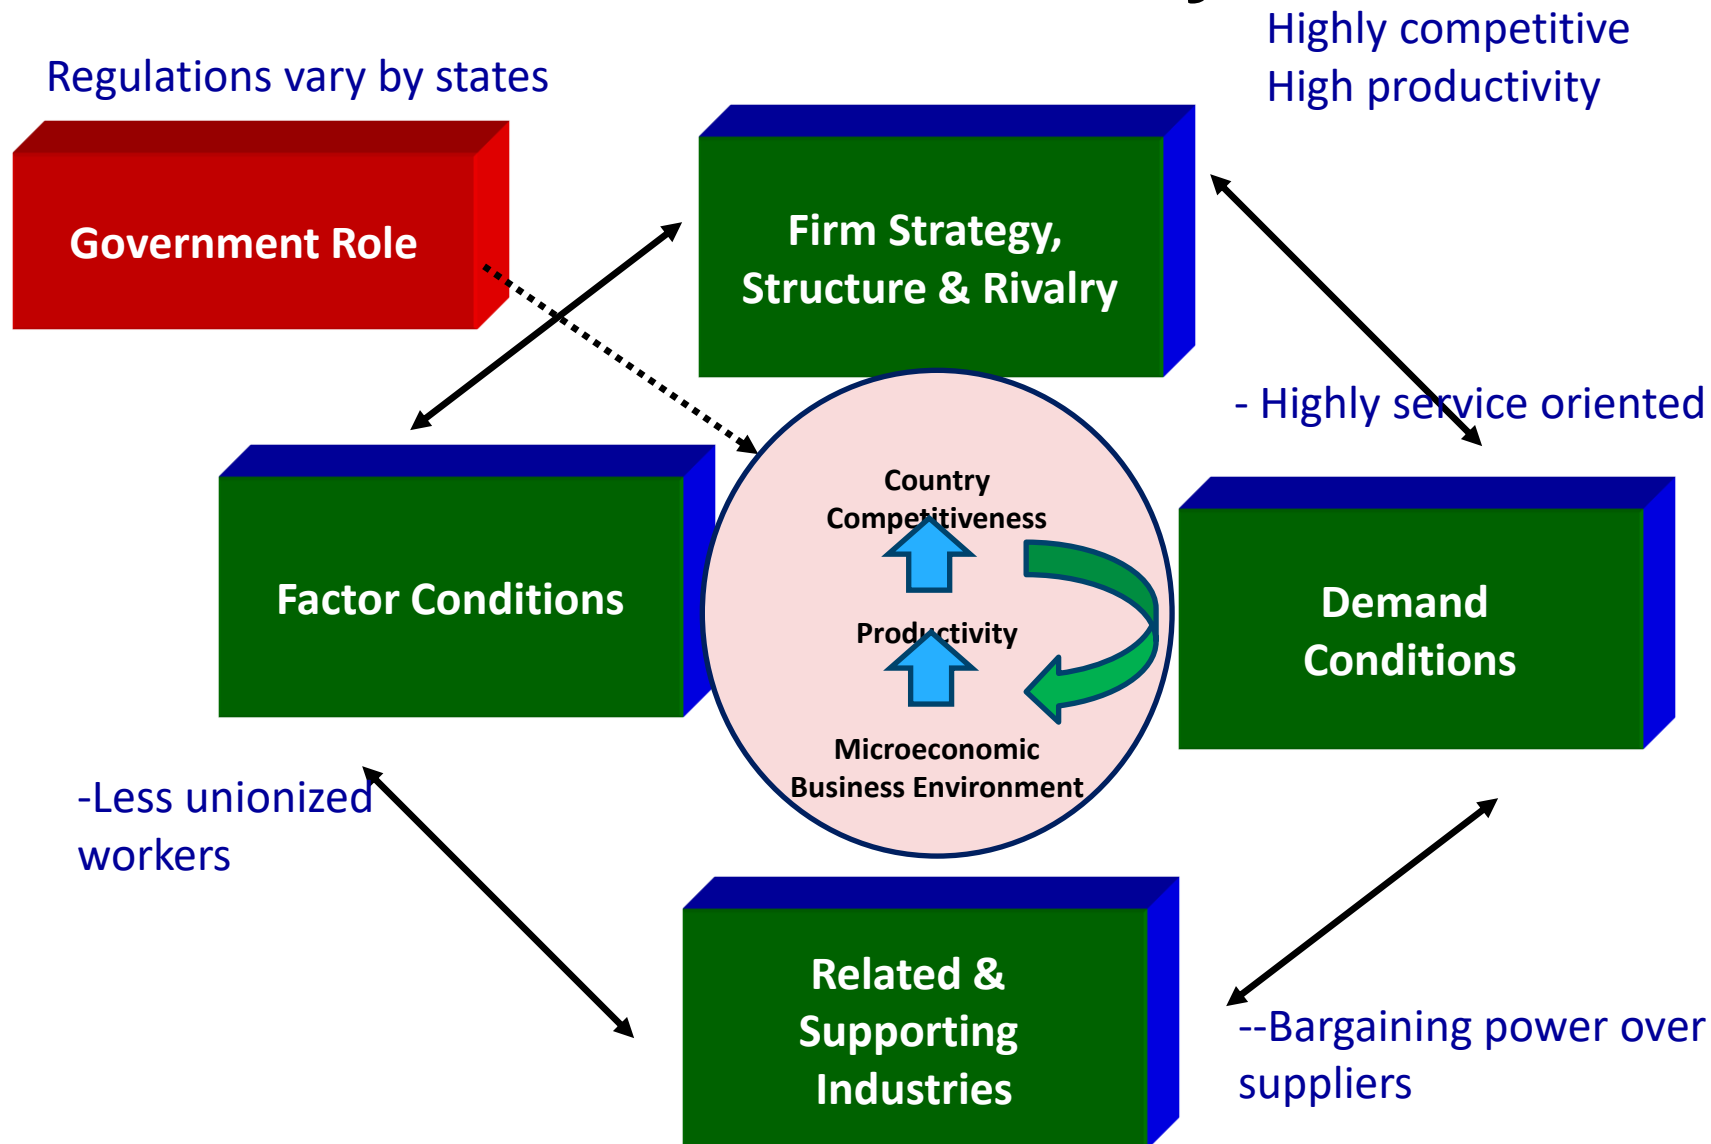 Highly competitive
High productivity
Regulations vary by states
Government Role
Firm Strategy,
Structure & Rivalry
- Highly service oriented
Country
Competitiveness
Productivity
Microeconomic
Business Environment
Factor Conditions
Demand
Conditions
-Less unionized
workers
Related &
Supporting
Industries
--Bargaining power over
suppliers